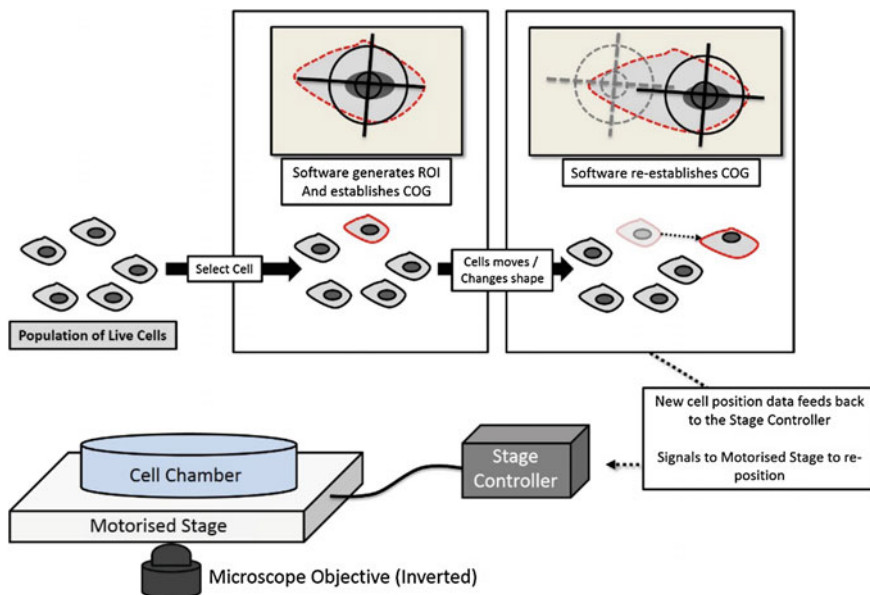 Software generates ROI
And establishes COG
Software re-establishes COG
Select Cell
Cells moves /
Changes shape
Population of Live Cells
New cell position data feeds back
to the Stage Controller
Signals to Motorised Stage to re-
position
Cell Chamber
Stage
Controller
Motorised Stage
Microscope Objective (Inverted)